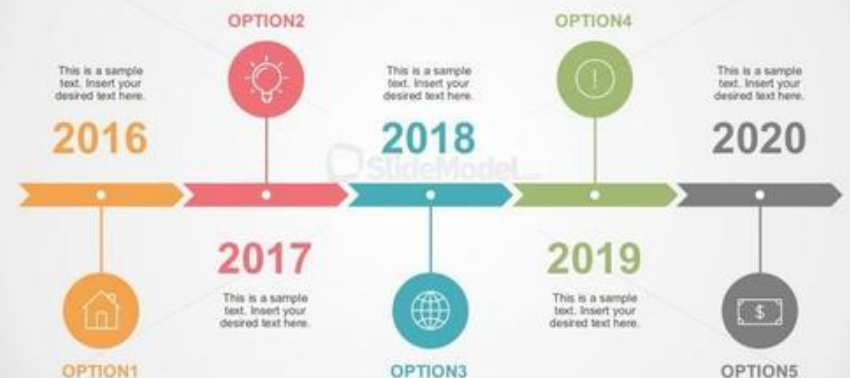 OPTION2
OPTION4
This is a sample
text. Insert your
desired text here.
This is a sample
text. Insert your
desired text here.
This is a sample
text. Insert your
desired text here.
2016
2018
2020
SlideModel
2017
2019
This is a sample
text. Insert your
desired text here.
This is a sample
text. Insert your
desired text here.
!
$
OPTION1
OPTION3
OPTION5